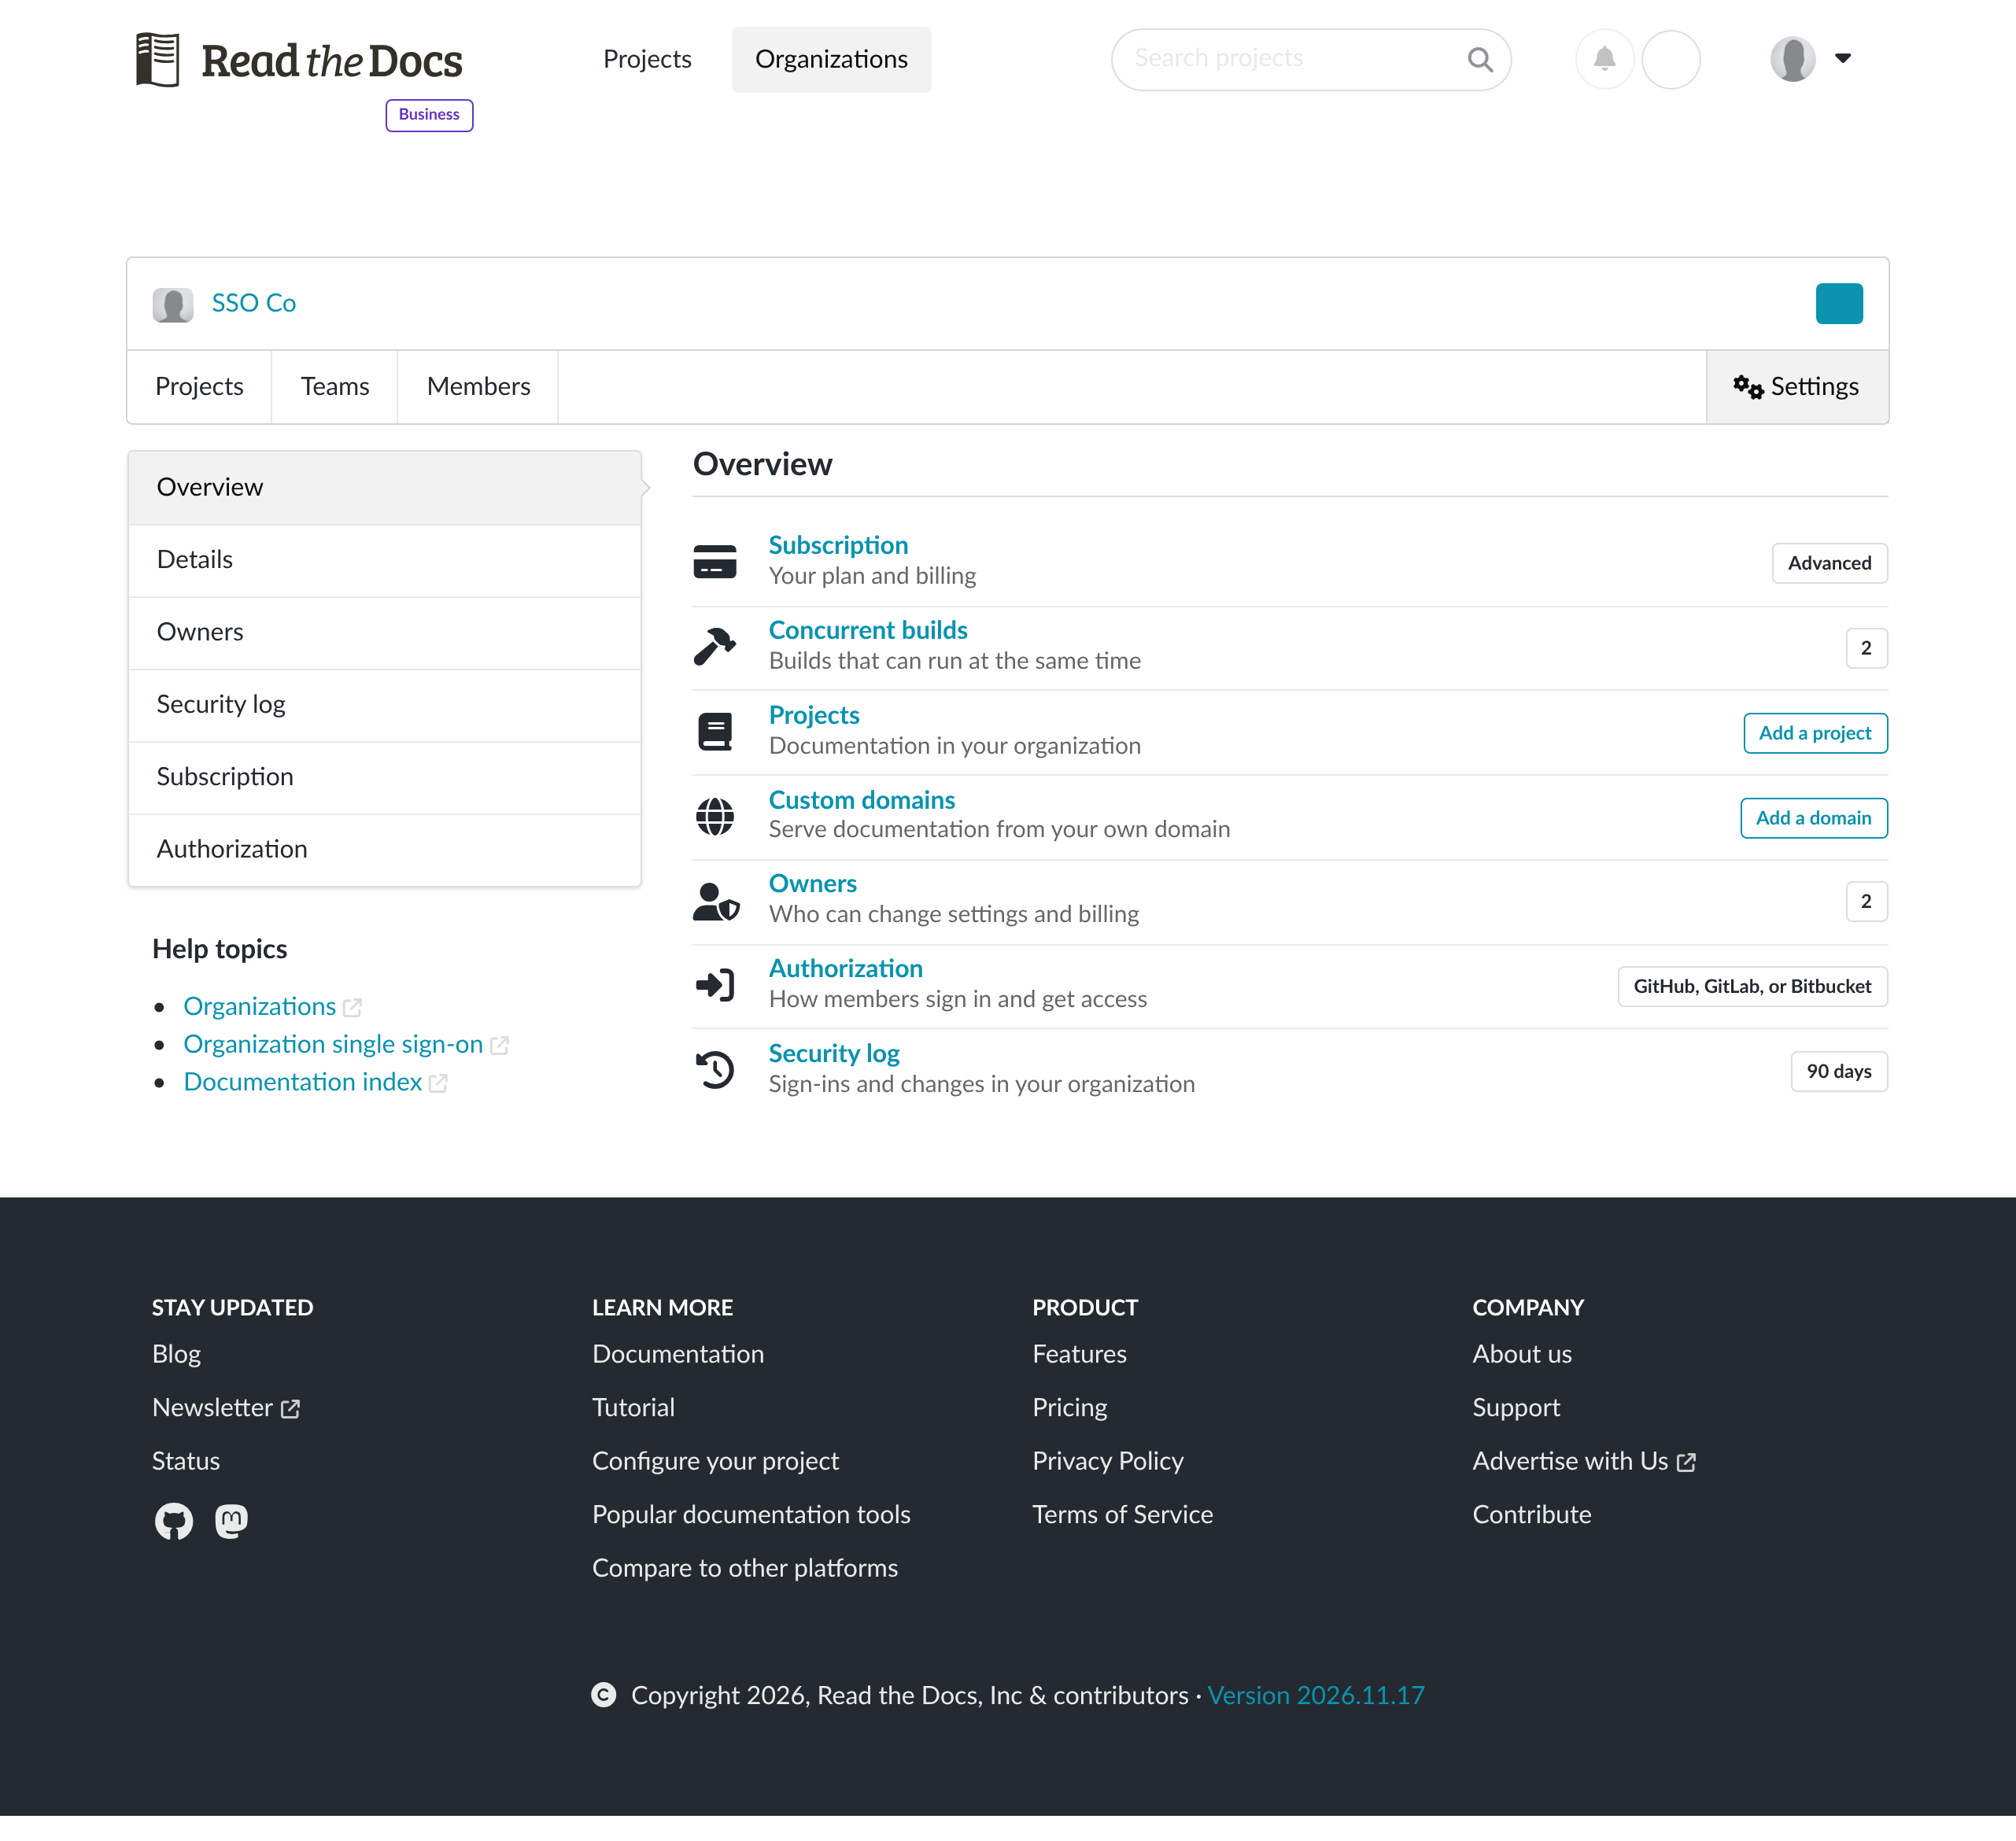 Read the Docs
Business
Projects
Organizations
Search projects
SSO Co
Projects
Teams
Members
Settings
Overview
Details
Owners
Security log
Subscription
Authorization
Help topics
Organizations
Organization single sign-on
Documentation index
Overview
Subscription
Your plan and billing
Advanced
Concurrent builds
Builds that can run at the same time
2
Projects
Documentation in your organization
Add a project
Custom domains
Serve documentation from your own domain
Add a domain
Owners
Who can change settings and billing
2
Authorization
How members sign in and get access
GitHub, GitLab, or Bitbucket
Security log
Sign-ins and changes in your organization
90 days
STAY UPDATED
Blog
Newsletter
Status
LEARN MORE
Documentation
Tutorial
Configure your project
Popular documentation tools
Compare to other platforms
PRODUCT
Features
Pricing
Privacy Policy
Terms of Service
COMPANY
About us
Support
Advertise with Us
Contribute
Copyright 2026, Read the Docs, Inc & contributors · Version 2026.11.17